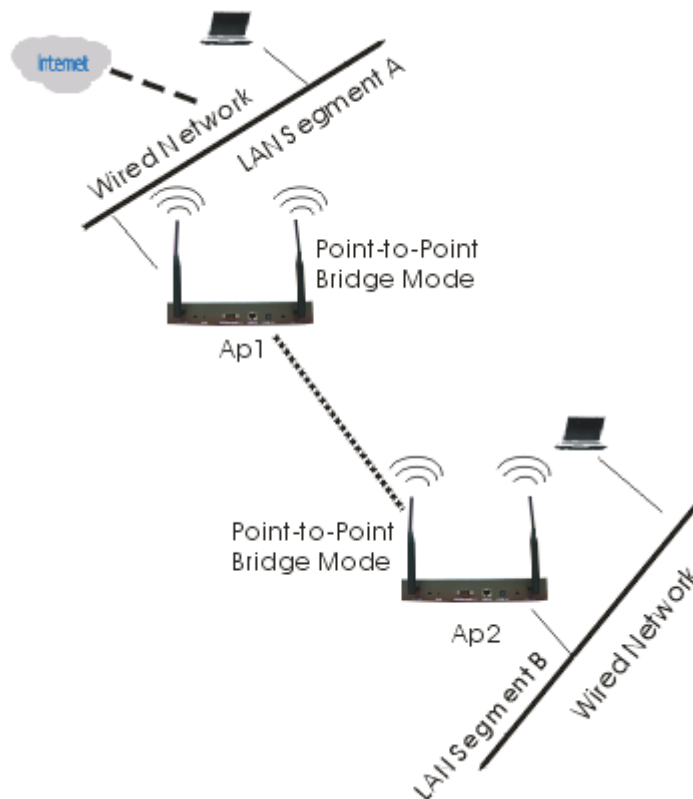 Internet
Wired Network
LAN Segment A
Point-to-Point
Bridge Mode
Ap1
Point-to-Point
Bridge Mode
Ap2
LAN Segment B
Wired Network